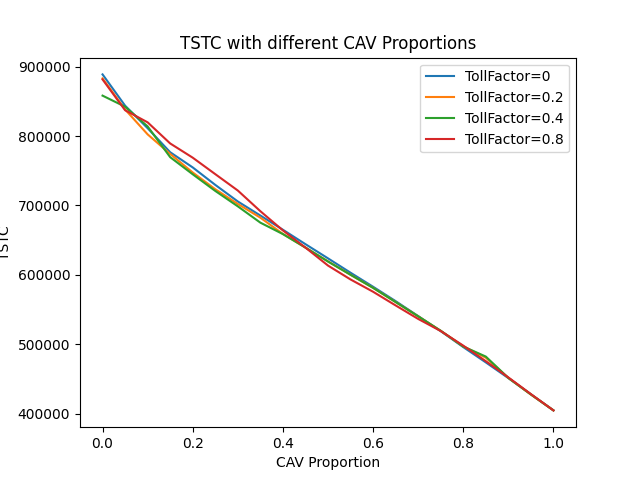 TSTC with different CAV Proportions
900000
800000
700000
600000
500000
400000
TSTC
TollFactor=0
TollFactor=0.2
TollFactor=0.4
TollFactor=0.8
0.0 0.2 0.4 0.6 0.8 1.0
CAV Proportion